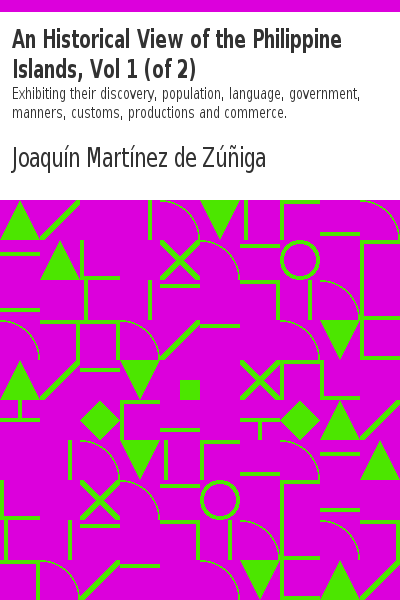 An Historical View of the Philippine
Islands, Vol 1 (of 2)
Exhibiting their discovery, population, language, government,
manners, customs, productions and commerce.
Joaquín Martínez de Zúñiga